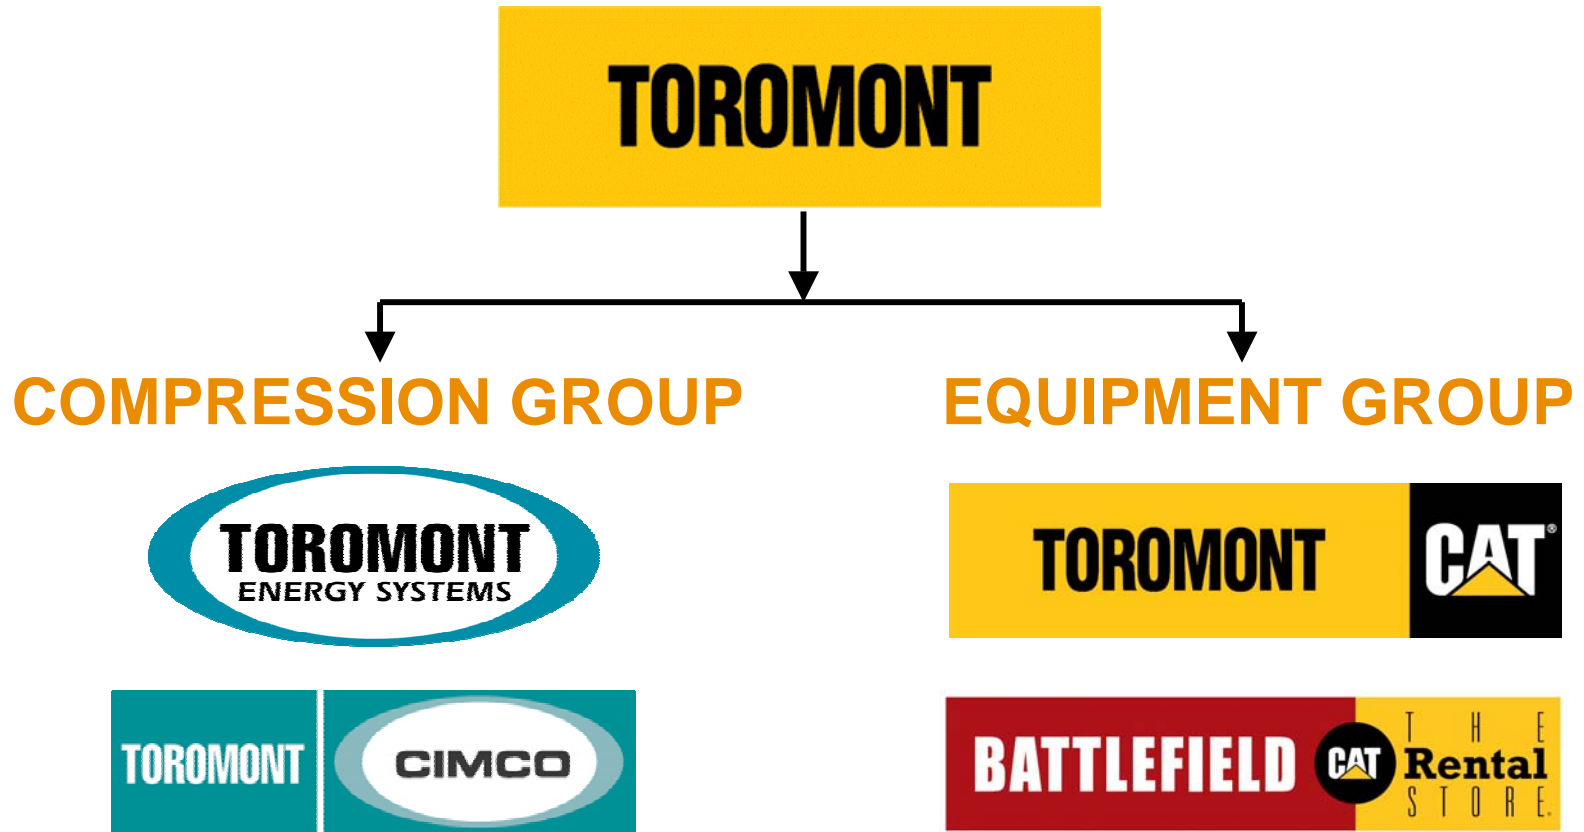 TOROMONT
COMPRESSION GROUP
EQUIPMENT GROUP
TOROMONT
ENERGY SYSTEMS
TOROMONT CAT®
TOROMONT CIMCO
BATTLEFIELD CAT THE
Rental
STORE.